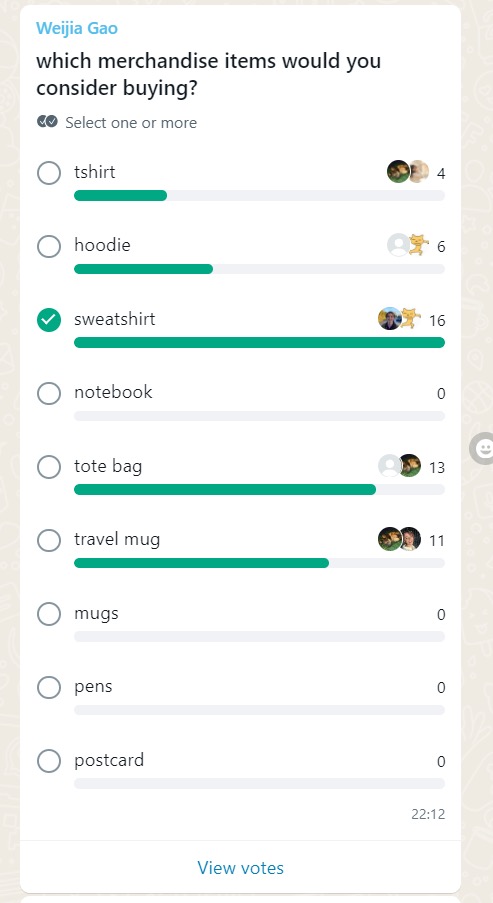 Weijia Gao
which merchandise items would you
consider buying?
Select one or more
tshirt 4
hoodie 6
sweatshirt 16
notebook 0
tote bag 13
travel mug 11
mugs 0
pens 0
postcard 0
22:12
View votes